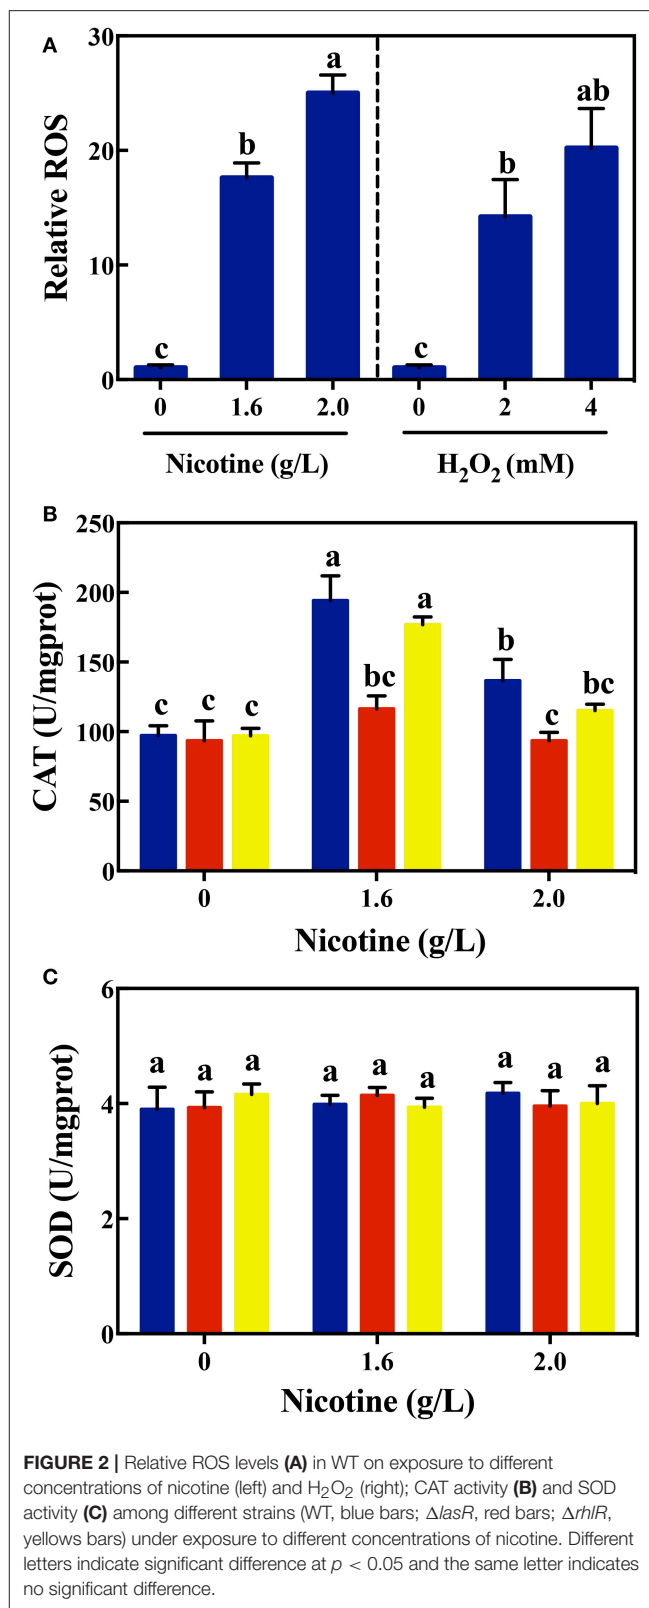 A
30
a
ab
b
20
b
Relative ROS
10
c
c
0
0 1.6 2.0 0 2 4
Nicotine (g/L) H₂O₂ (mM)
B
250
a
a
200
b
CAT (U/mgprot)
150
bc
bc
c c c
c
100
50
0
0 1.6 2.0
Nicotine (g/L)
C
6
a a a a a a a a a
SOD (U/mgprot)
4
2
0
0 1.6 2.0
Nicotine (g/L)
FIGURE 2 | Relative ROS levels (A) in WT on exposure to different
concentrations of nicotine (left) and H₂O₂ (right); CAT activity (B) and SOD
activity (C) among different strains (WT, blue bars; ΔlasR, red bars; ΔrhlR,
yellows bars) under exposure to different concentrations of nicotine. Different
letters indicate significant difference at p < 0.05 and the same letter indicates
no significant difference.